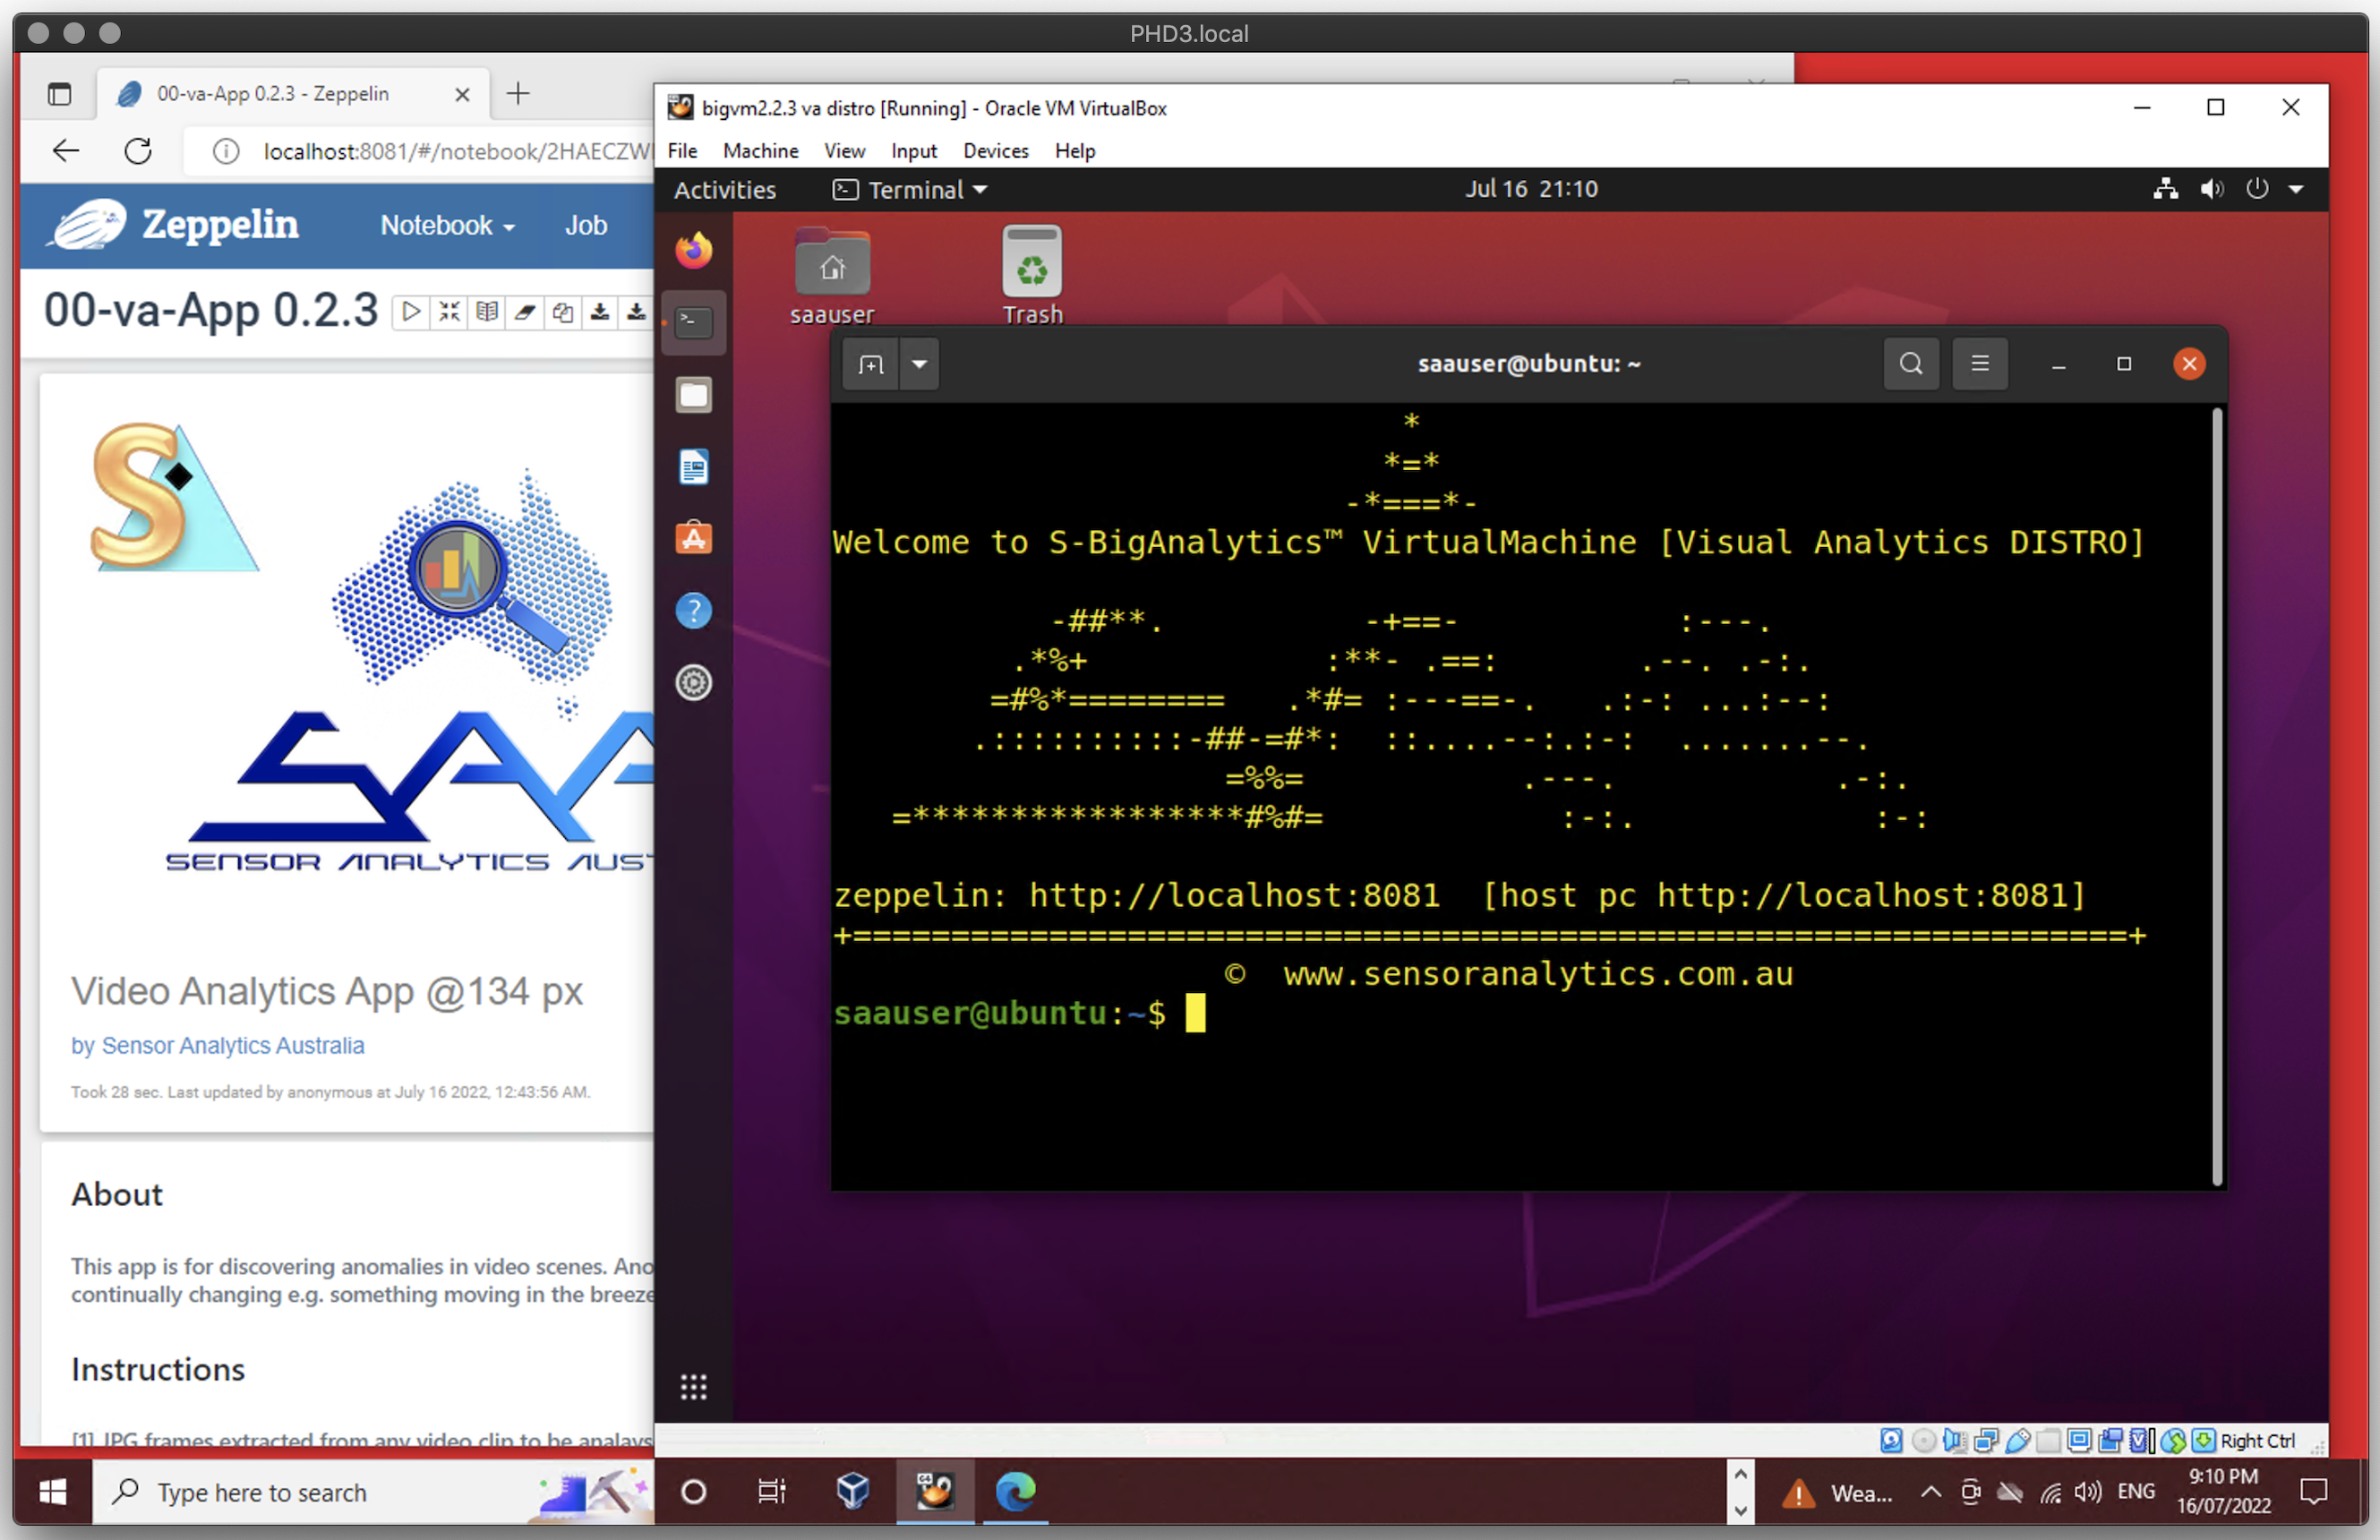 PHD3.local
00-va-App 0.2.3 - Zeppelin
localhost:8081/#/notebook/2HAECZW
Zeppelin
Notebook
Job
00-va-App 0.2.3
S
SAA
SENSOR ANALYTICS AUST
Video Analytics App @134 px
by Sensor Analytics Australia
Took 28 sec. Last updated by anonymous at July 16 2022, 12:43:56 AM.
About
This app is for discovering anomalies in video scenes. Ano
continually changing e.g. something moving in the breeze
Instructions
[1] JPG frames extracted from any video clip to be analays
bigvm2.2.3 va distro [Running] - Oracle VM VirtualBox
File Machine View Input Devices Help
Activities
Terminal
Jul 16 21:10
saauser
Trash
saauser@ubuntu: ~
*
*=*
-*===*-
Welcome to S-BigAnalytics™ VirtualMachine [Visual Analytics DISTRO]
-##**. -+==- :---.
.*%+ :**- .==: .--. .-:.
=#%*======== .*#= :---==-. .:-: ...:--:
.::::::::::-##-=#*: ::....--:.:-: .......--.
=%%= .---. .-:.
=*****************#%#= :-:. :-:
zeppelin: http://localhost:8081 [host pc http://localhost:8081]
+=================================================================+
© www.sensoranalytics.com.au
saauser@ubuntu:~$
Right Ctrl
Type here to search
64
Wea...
ENG
9:10 PM
16/07/2022